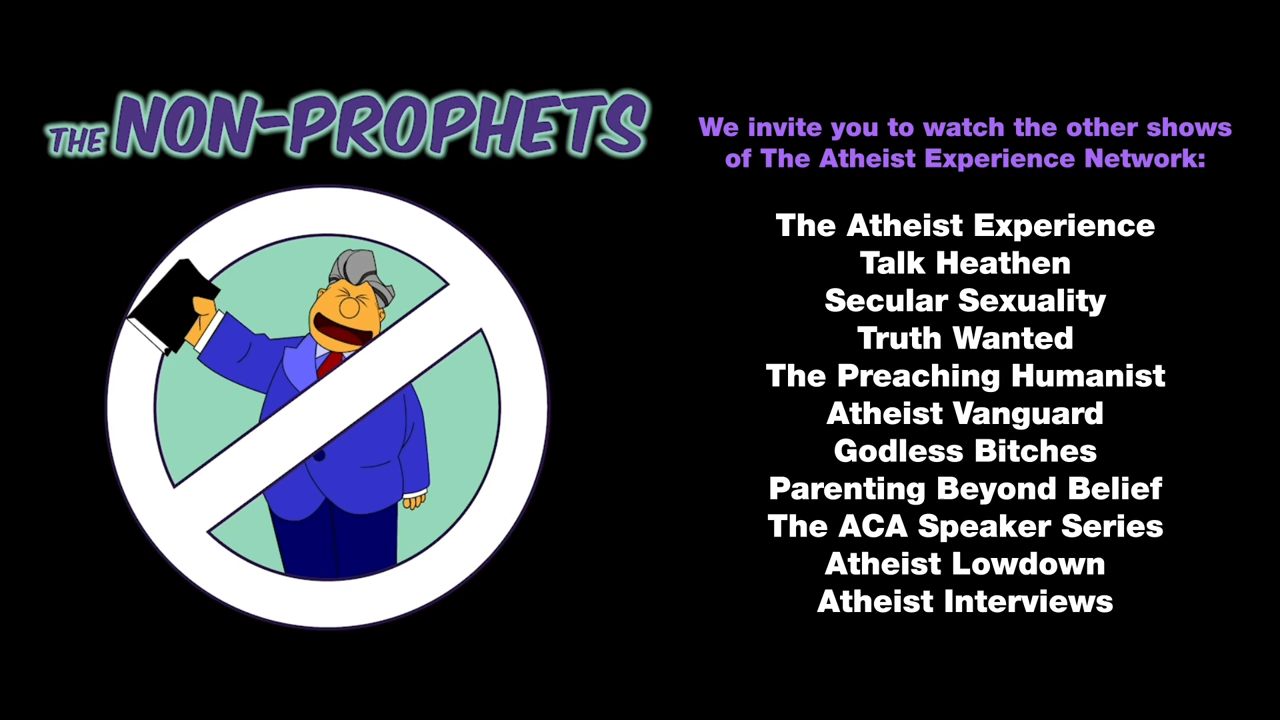 THE NON-PROPHETS
We invite you to watch the other shows
of The Atheist Experience Network:
The Atheist Experience
Talk Heathen
Secular Sexuality
Truth Wanted
The Preaching Humanist
Atheist Vanguard
Godless Bitches
Parenting Beyond Belief
The ACA Speaker Series
Atheist Lowdown
Atheist Interviews